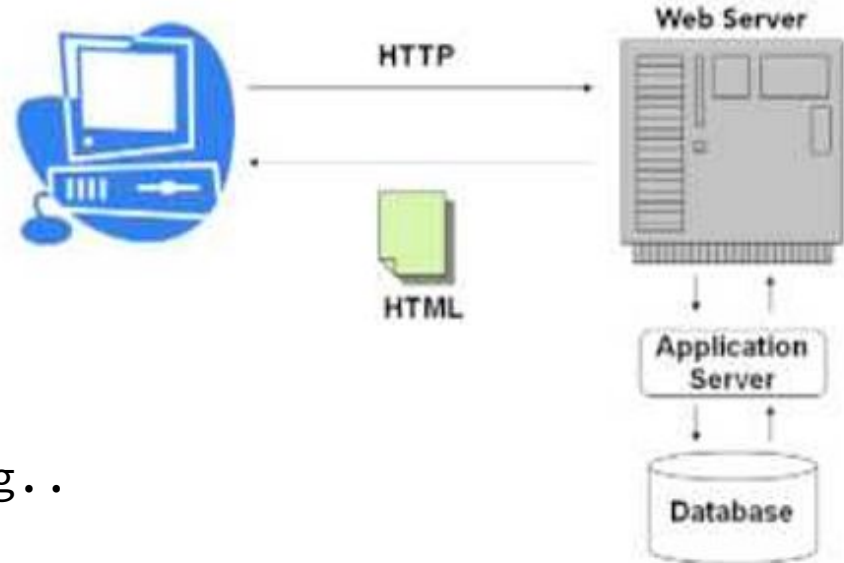 Web Server
HTTP
HTML
Application
Server
g..
Database